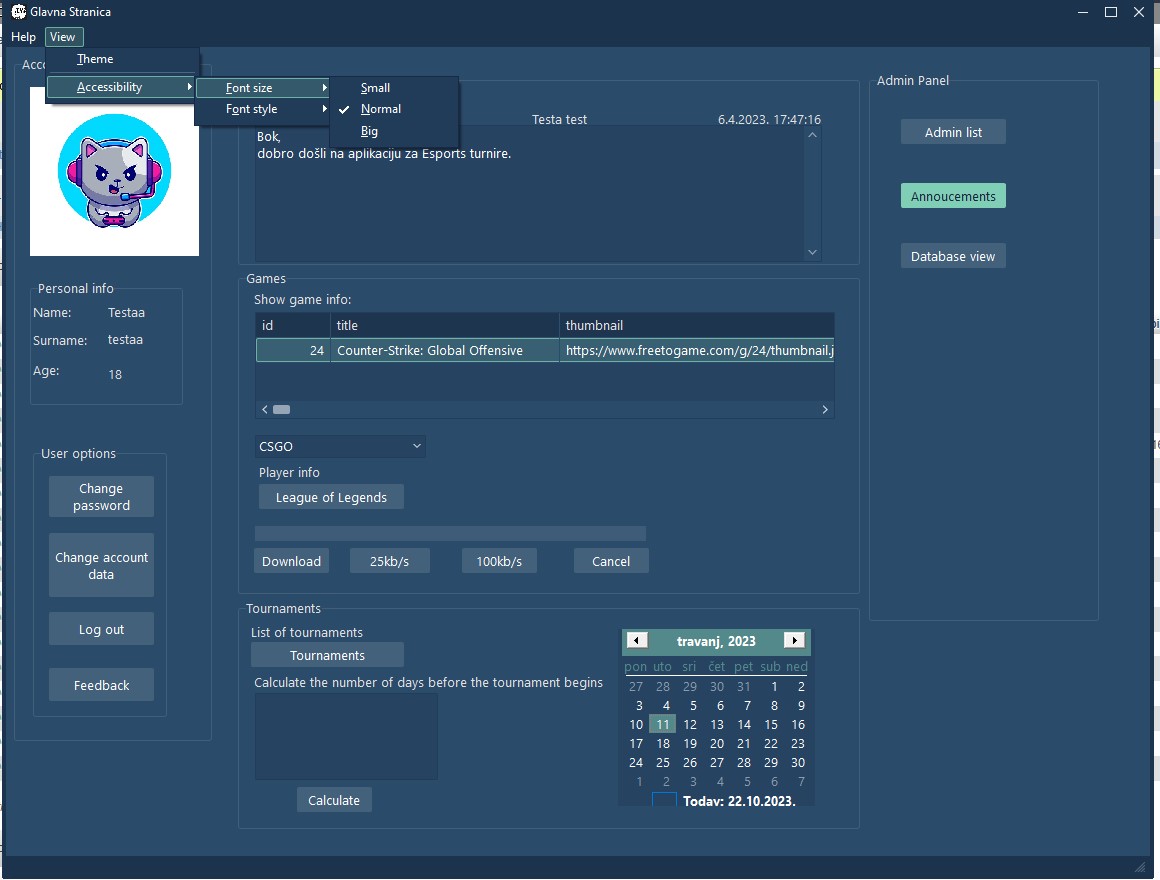 Glavna Stranica
Help View
Theme
Accessibility
Font size
Font style
Small
Normal
Big
Testa test
6.4.2023. 17:47:16
Bok,
dobro došli na aplikaciju za Esports turnire.
Personal info
Name: Testaa
Surname: testaa
Age: 18
User options
Change
password
Change account
data
Log out
Feedback
Games
Show game info:
id title thumbnail
24 Counter-Strike: Global Offensive https://www.freetogame.com/g/24/thumbnail.j
CSGO
Player info
League of Legends
Download 25kb/s 100kb/s Cancel
Tournaments
List of tournaments
Tournaments
Calculate the number of days before the tournament begins
Calculate
travanj, 2023
pon uto sri čet pet sub ned
27 28 29 30 31 1 2
3 4 5 6 7 8 9
10 11 12 13 14 15 16
17 18 19 20 21 22 23
24 25 26 27 28 29 30
1 2 3 4 5 6 7
Today: 22.10.2023.
Admin Panel
Admin list
Annoucements
Database view